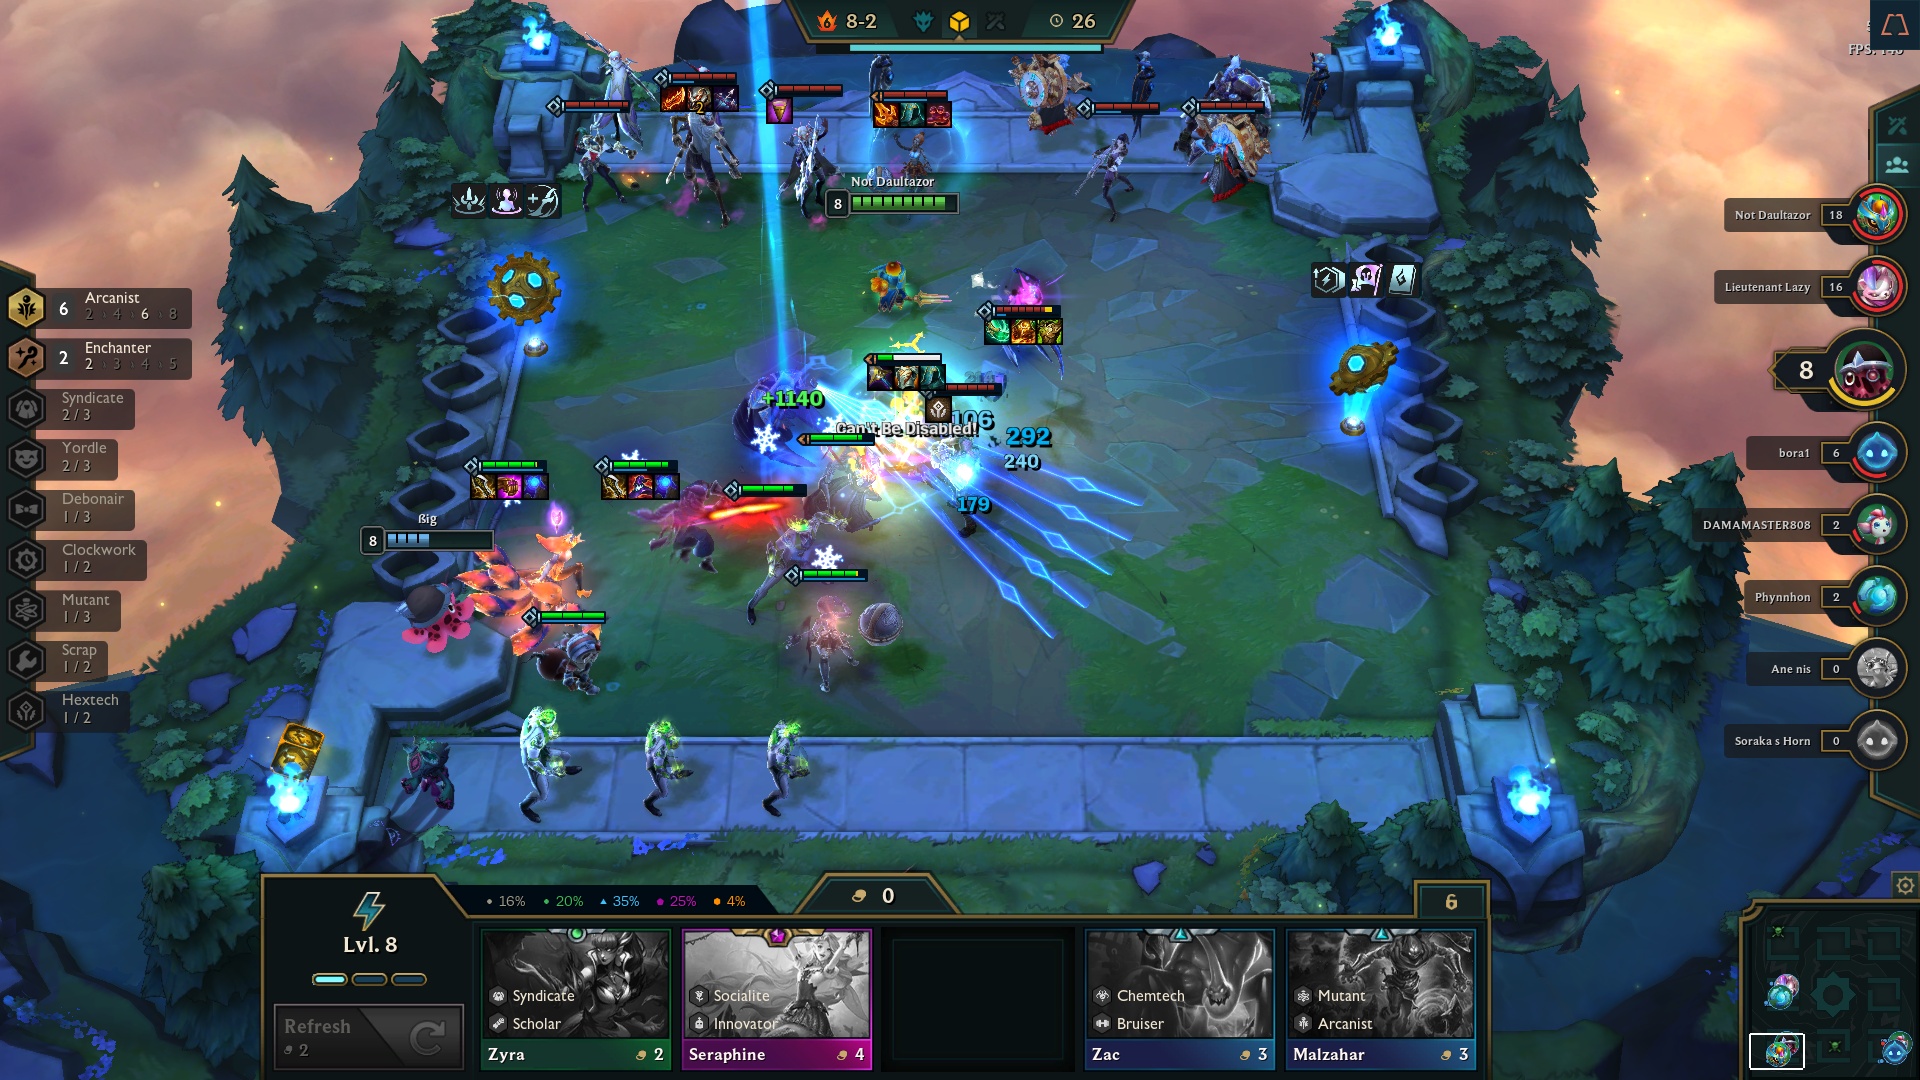 8-2
26
FPS: 146
2
Not Daultazor
8
Not Daultazor
18
Lieutenant Lazy
16
8
bora1
6
DAMAMASTER808
2
Phynnhon
2
Ane nis
0
Soraka s Horn
0
6
Arcanist
2 › 4 › 6 › 8
2
Enchanter
2 › 3 › 4 › 5
Syndicate
2 / 3
Yordle
2 / 3
Debonair
1 / 3
Clockwork
1 / 2
Mutant
1 / 3
Scrap
1 / 2
Hextech
1 / 2
+1140
106
Can't Be Disabled!
292
240
179
ßig
8
16%
20%
35%
25%
4%
0
6
Lvl. 8
Refresh
2
Syndicate
Scholar
Zyra
2
Socialite
Innovator
Seraphine
4
Chemtech
Bruiser
Zac
3
Mutant
Arcanist
Malzahar
3